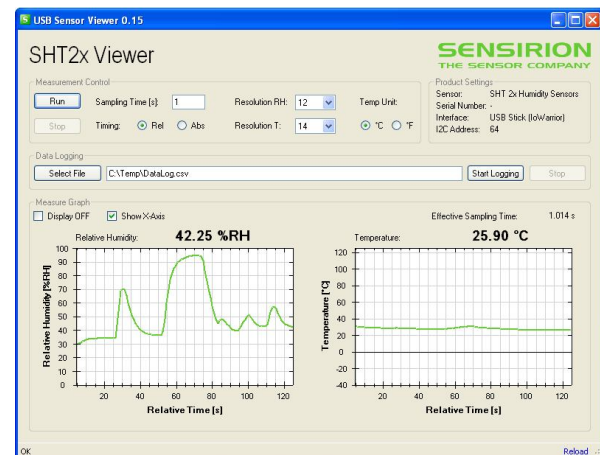 USB Sensor Viewer 0.15
SHT2x Viewer
SENSIRION
THE SENSOR COMPANY
Measurement Control
Run
Sampling Time [s]: 1
Resolution RH: 12
Temp Unit:
Stop
Timing: Rel Abs
Resolution T: 14
°C °F
Product Settings
Sensor: SHT 2x Humidity Sensors
Serial Number: -
Interface: USB Stick (IoWarrior)
I2C Address: 64
Data Logging
Select File
C:\Temp\DataLog.csv
Start Logging
Stop
Measure Graph
Display OFF Show X-Axis
Effective Sampling Time: 1.014 s
Relative Humidity: 42.25 %RH
100
90
80
70
60
50
40
30
20
10
0
Relative Humidity [%RH]
20 40 60 80 100 120
Relative Time [s]
Temperature: 25.90 °C
120
100
80
60
40
20
0
-20
-40
Temperature [°C]
20 40 60 80 100 120
Relative Time [s]
OK
Reload